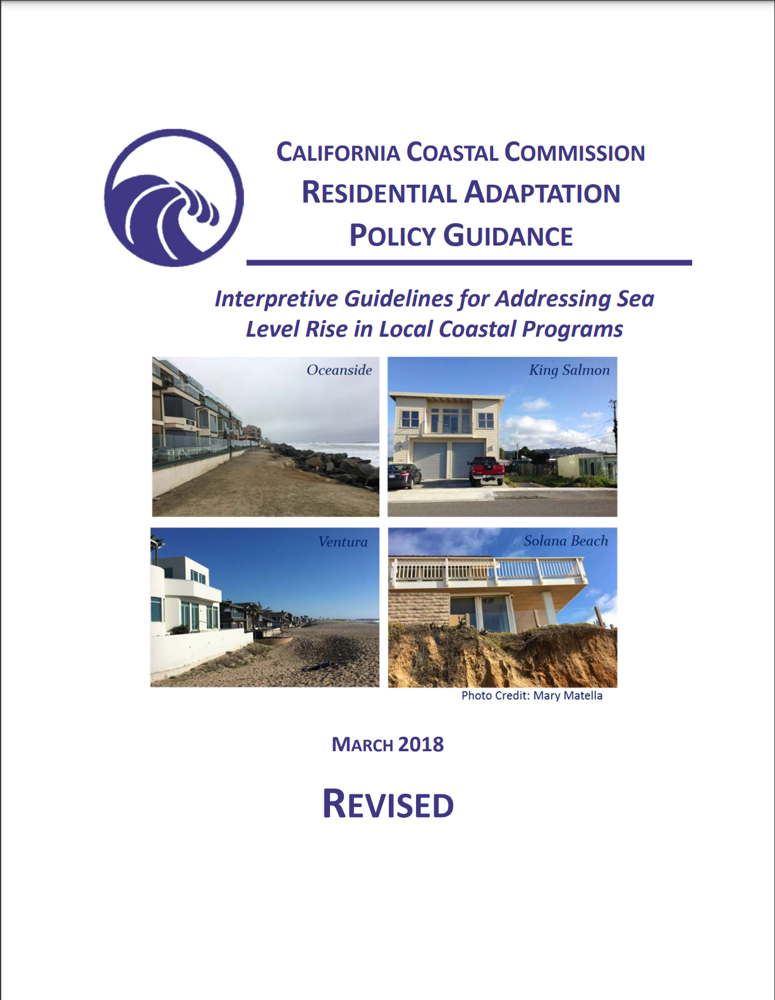 CALIFORNIA COASTAL COMMISSION
RESIDENTIAL ADAPTATION
POLICY GUIDANCE
Interpretive Guidelines for Addressing Sea
Level Rise in Local Coastal Programs
Oceanside
King Salmon
Ventura
Solana Beach
Photo Credit: Mary Matella
MARCH 2018
REVISED